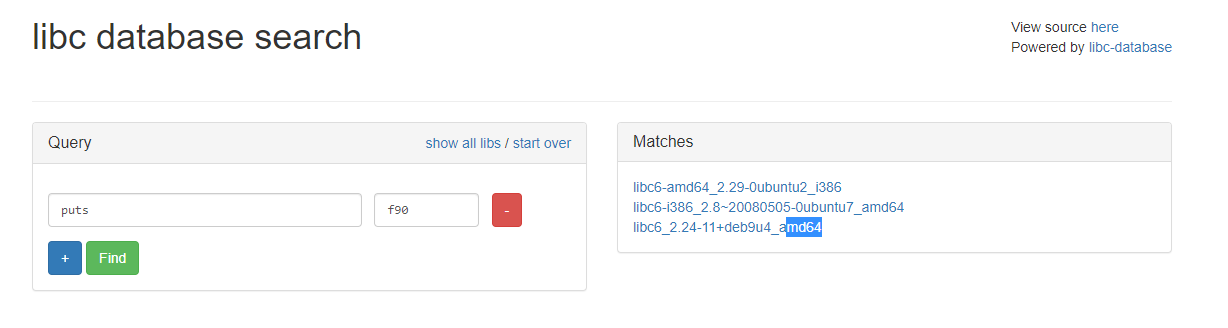 libc database search
View source here
Powered by libc-database
Query
show all libs / start over
puts
f90
-
+
Find
Matches
libc6-amd64_2.29-0ubuntu2_i386
libc6-i386_2.8~20080505-0ubuntu7_amd64
libc6_2.24-11+deb9u4_amd64